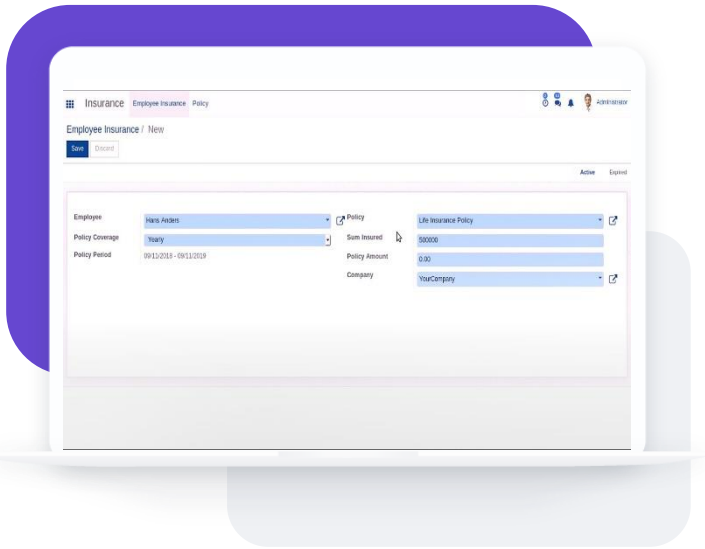 Insurance Employee Insurance Policy Administrator
Employee Insurance / New
Save Discard
Active Expired
Employee Hans Anders Policy Life Insurance Policy
Policy Coverage Yearly Sum Insured 500000
Policy Period 09/11/2018 - 09/11/2019 Policy Amount 0.00
Company YourCompany